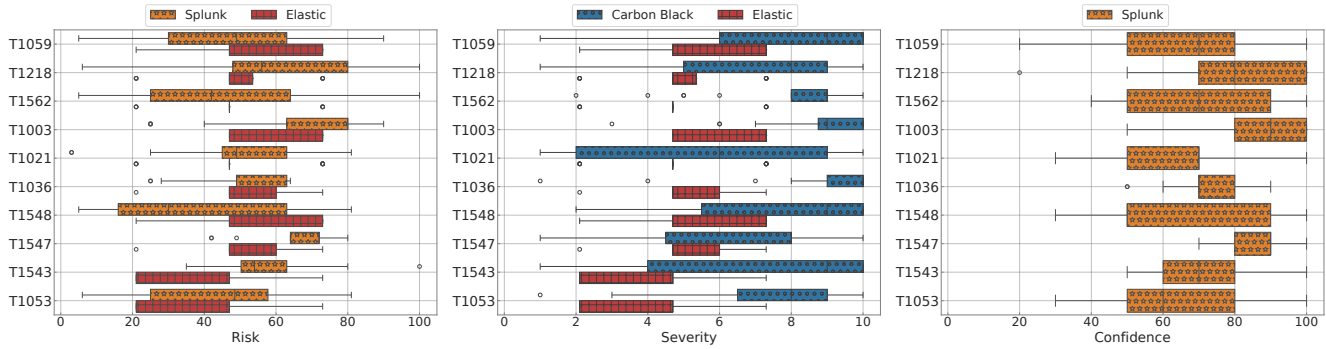 Splunk Elastic
T1059
T1218
T1562
T1003
T1021
T1036
T1548
T1547
T1543
T1053
0 20 40 60 80 100
Risk
Carbon Black Elastic
T1059
T1218
T1562
T1003
T1021
T1036
T1548
T1547
T1543
T1053
0 2 4 6 8 10
Severity
Splunk
T1059
T1218
T1562
T1003
T1021
T1036
T1548
T1547
T1543
T1053
0 20 40 60 80 100
Confidence